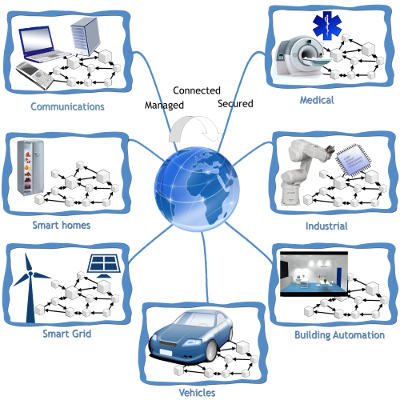 Communications
Connected
Managed
Secured
Medical
Smart homes
Industrial
Smart Grid
Building Automation
Vehicles